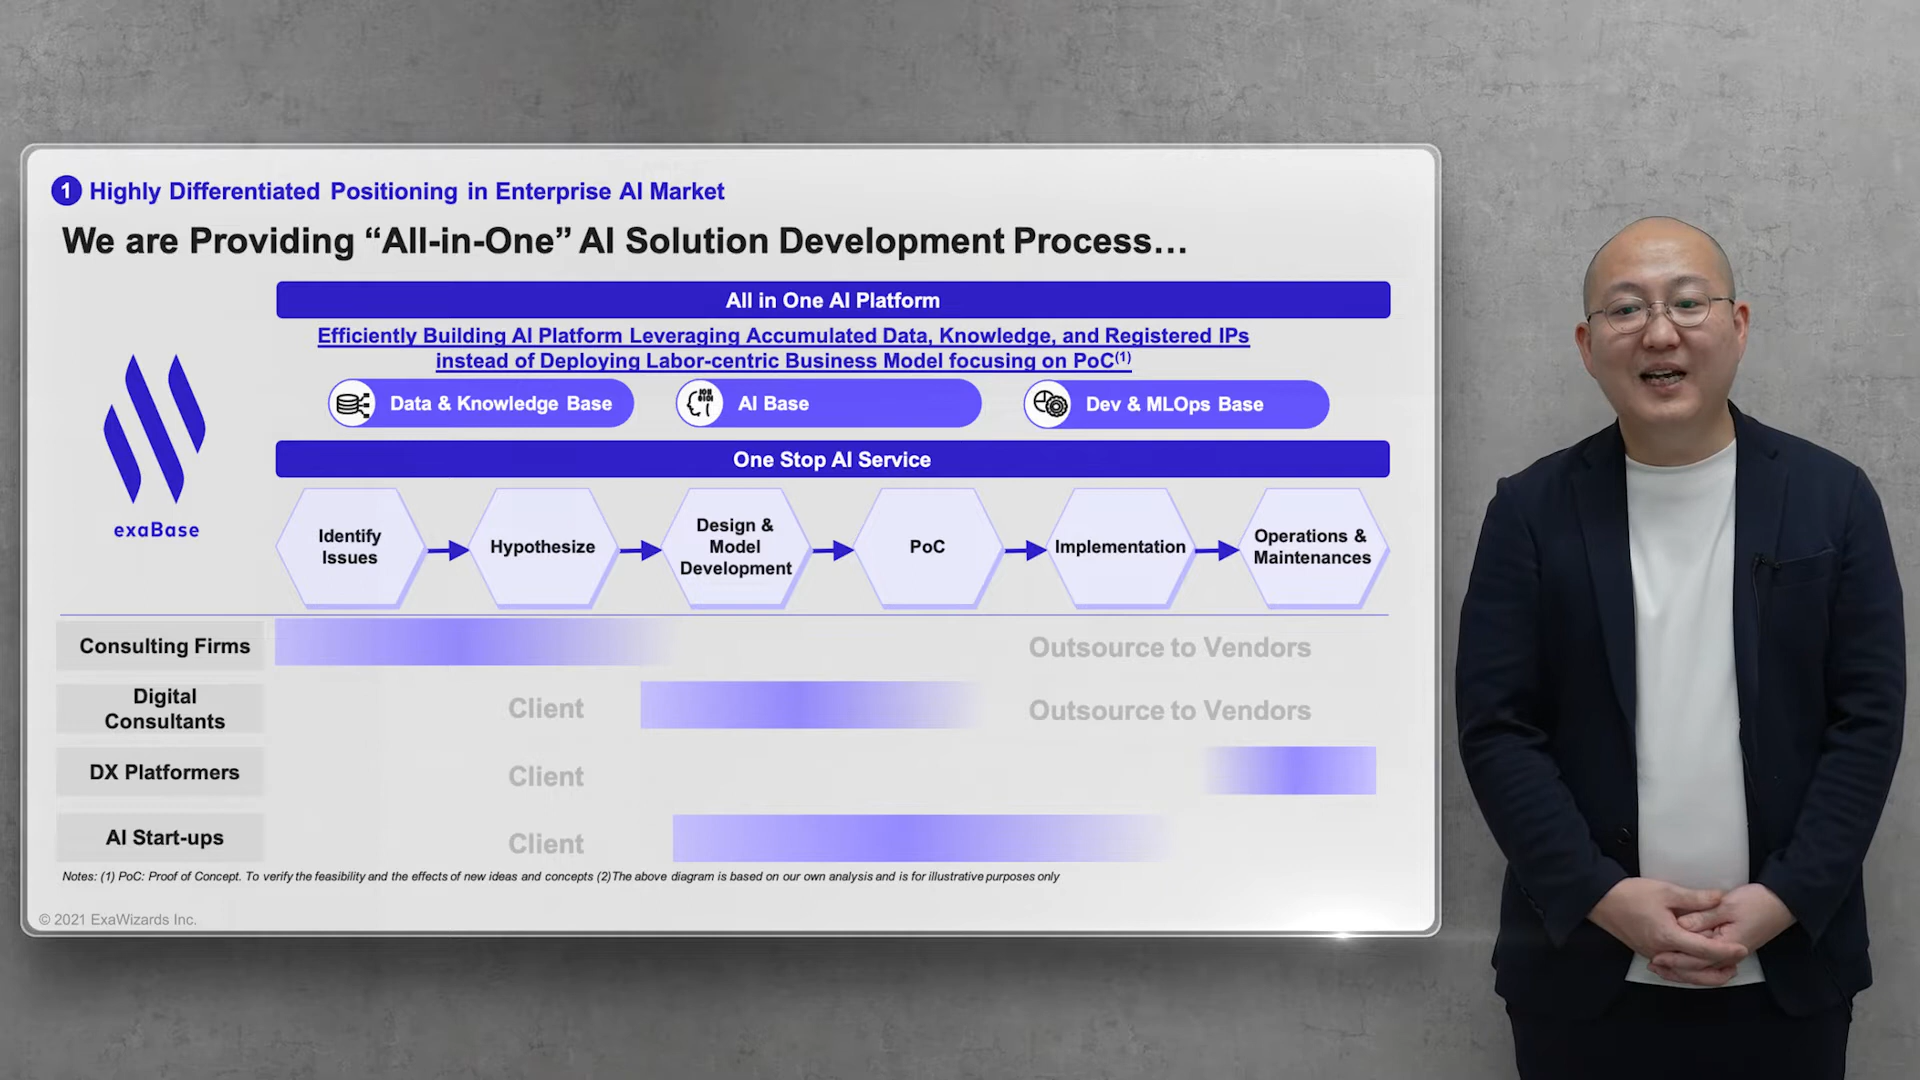 1 Highly Differentiated Positioning in Enterprise AI Market
We are Providing “All-in-One” AI Solution Development Process…
All in One AI Platform
Efficiently Building AI Platform Leveraging Accumulated Data, Knowledge, and Registered IPs
instead of Deploying Labor-centric Business Model focusing on PoC(1)
Data & Knowledge Base
AI Base
Dev & MLOps Base
exaBase
One Stop AI Service
Identify
Issues
Hypothesize
Design &
Model
Development
PoC
Implementation
Operations &
Maintenances
Consulting Firms
Outsource to Vendors
Digital
Consultants
Client
Outsource to Vendors
DX Platformers
Client
AI Start-ups
Client
Notes: (1) PoC: Proof of Concept. To verify the feasibility and the effects of new ideas and concepts (2)The above diagram is based on our own analysis and is for illustrative purposes only
© 2021 ExaWizards Inc.